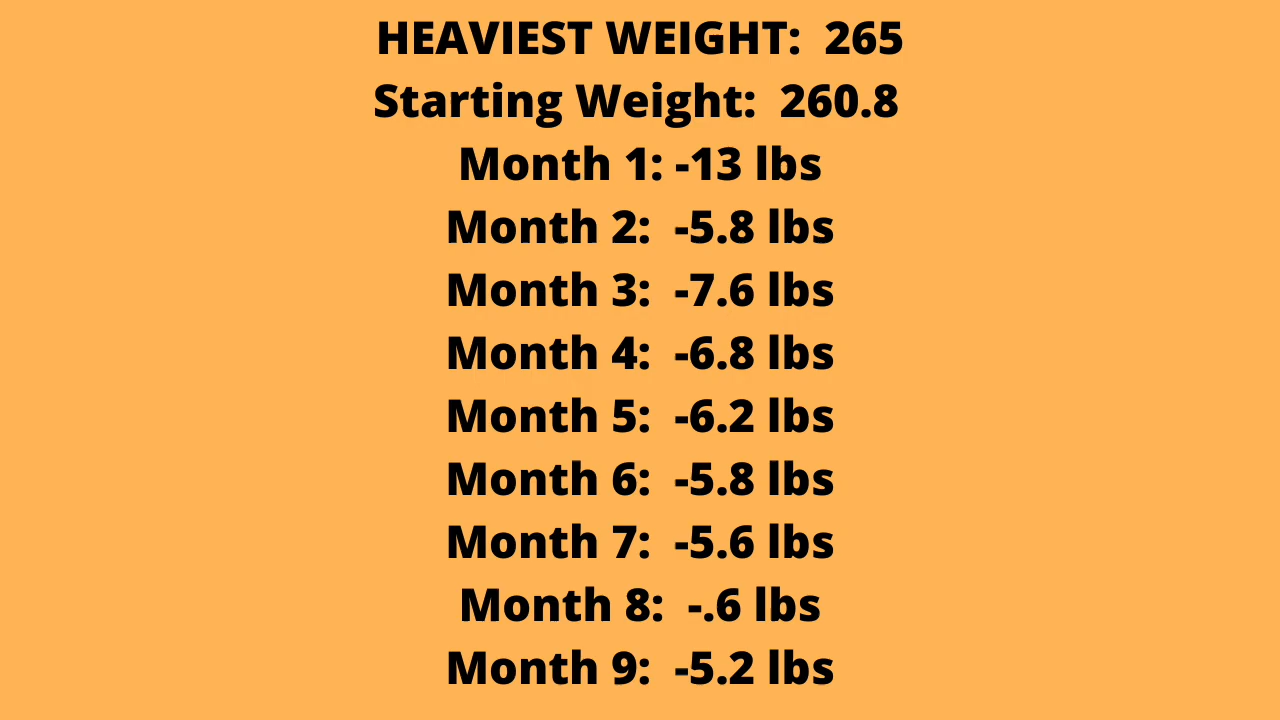 HEAVIEST WEIGHT:  265
Starting Weight:  260.8
Month 1: -13 lbs
Month 2:  -5.8 lbs
Month 3:  -7.6 lbs
Month 4:  -6.8 lbs
Month 5:  -6.2 lbs
Month 6:  -5.8 lbs
Month 7:  -5.6 lbs
Month 8:  -.6 lbs
Month 9:  -5.2 lbs